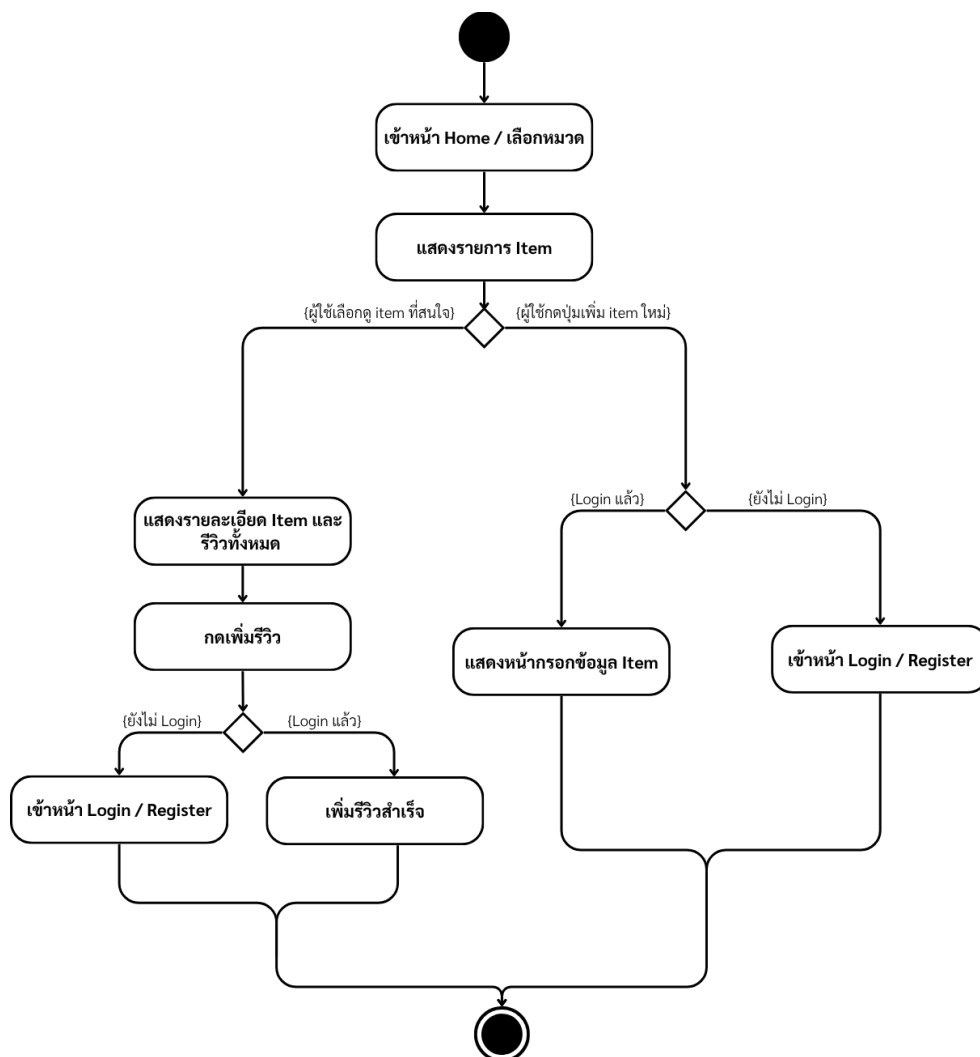 เข้าหน้า Home / เลือกหมวด
แสดงรายการ Item
{ผู้ใช้เลือกดู item ที่สนใจ}
{ผู้ใช้กดปุ่มเพิ่ม item ใหม่}
{Login แล้ว}
{ยังไม่ Login}
แสดงรายละเอียด Item และ
รีวิวทั้งหมด
กดเพิ่มรีวิว
แสดงหน้ากรอกข้อมูล Item
เข้าหน้า Login / Register
{ยังไม่ Login}
{Login แล้ว}
เข้าหน้า Login / Register
เพิ่มรีวิวสำเร็จ